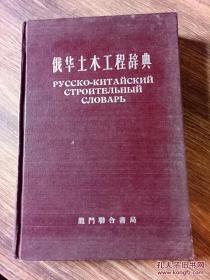 俄华土木工程辞典
РУССКО-КИТАЙСКИЙ
СТРОИТЕЛЬНЫЙ
СЛОВАРЬ
龍門聯合書局